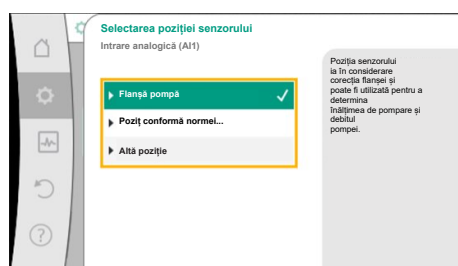 Selectarea poziției senzorului
Intrare analogică (AI1)
Flanșă pompă
Poziț conformă normei...
Altă poziție
Poziția senzorului
ia în considerare
corecția flanșei și
poate fi utilizată pentru a
determina
înălțimea de pompare și
debitul
pompei.